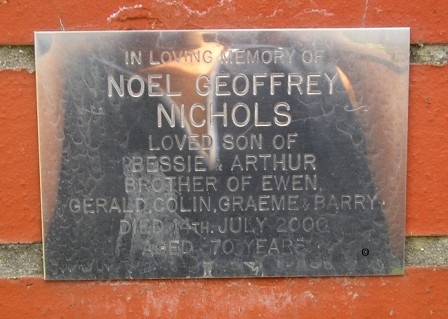 IN LOVING MEMORY OF
NOEL GEOFFREY
NICHOLS
LOVED SON OF
BESSIE & ARTHUR
BROTHER OF EWEN,
GERALD, COLIN, GRAEME & BARRY
DIED 14TH. JULY 2000
AGED 70 YEARS